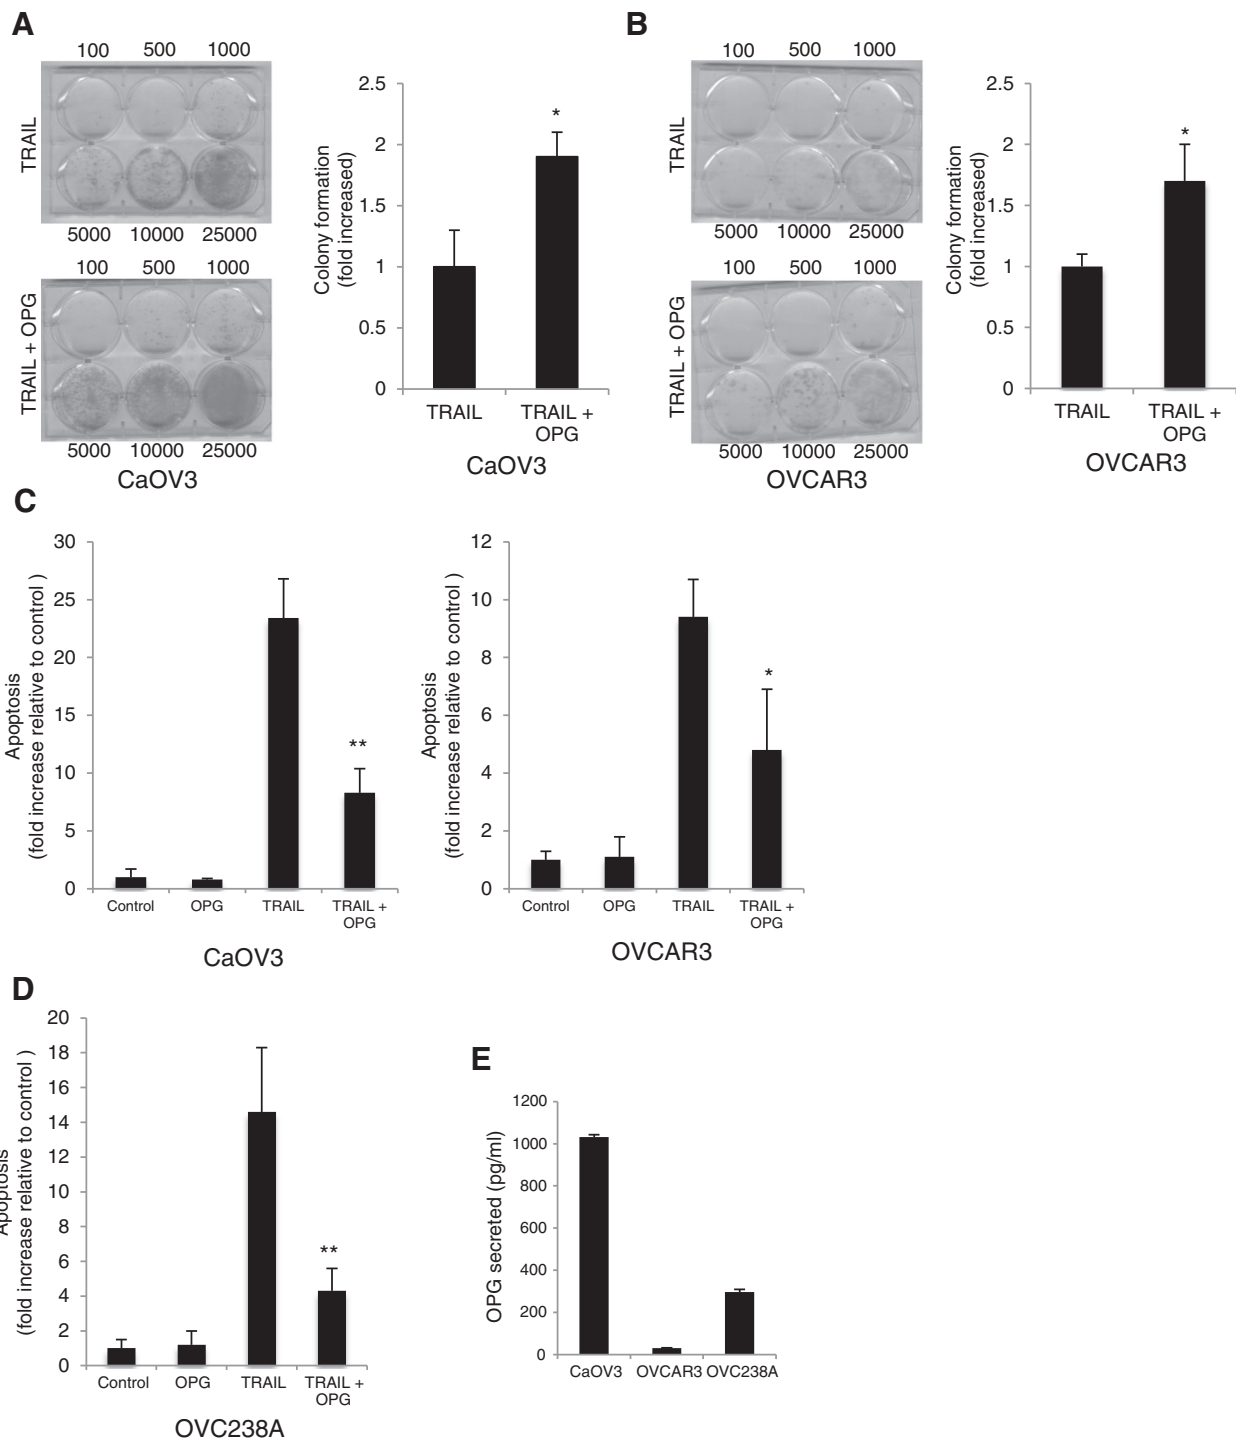 A
100 500 1000
TRAIL
5000 10000 25000
100 500 1000
TRAIL + OPG
5000 10000 25000
CaOV3
Colony formation
(fold increased)
2.5
2
1.5
1
0.5
0
*
TRAIL
TRAIL +
OPG
CaOV3
B
100 500 1000
TRAIL
5000 10000 25000
100 500 1000
TRAIL + OPG
5000 10000 25000
OVCAR3
Colony formation
(fold increased)
2.5
2
1.5
1
0.5
0
*
TRAIL
TRAIL +
OPG
OVCAR3
C
Apoptosis
(fold increase relative to control )
30
25
20
15
10
5
0
**
Control
OPG
TRAIL
TRAIL +
OPG
CaOV3
Apoptosis
(fold increase relative to control )
12
10
8
6
4
2
0
*
Control
OPG
TRAIL
TRAIL +
OPG
OVCAR3
D
Apoptosis
(fold increase relative to control )
20
18
16
14
12
10
8
6
4
2
0
**
Control
OPG
TRAIL
TRAIL +
OPG
OVC238A
E
OPG secreted (pg/ml)
1200
1000
800
600
400
200
0
CaOV3 OVCAR3 OVC238A